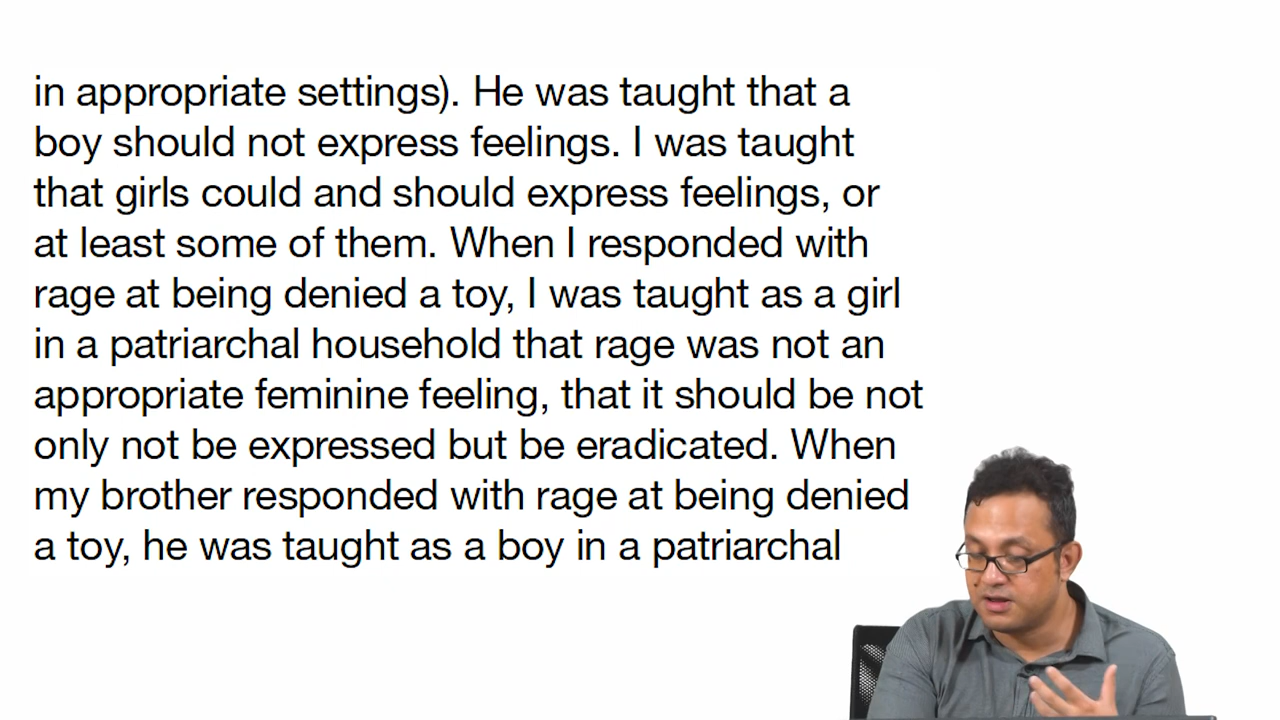 in appropriate settings). He was taught that a
boy should not express feelings. I was taught
that girls could and should express feelings, or
at least some of them. When I responded with
rage at being denied a toy, I was taught as a girl
in a patriarchal household that rage was not an
appropriate feminine feeling, that it should be not
only not be expressed but be eradicated. When
my brother responded with rage at being denied
a toy, he was taught as a boy in a patriarchal